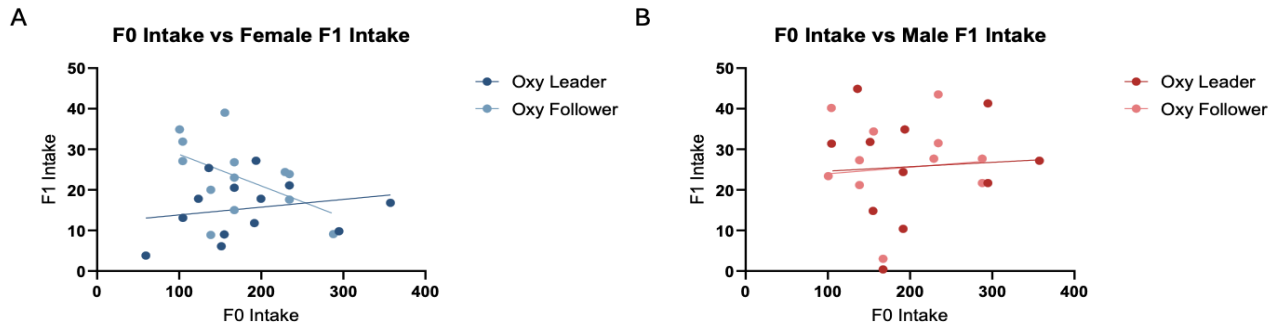 A
F0 Intake vs Female F1 Intake
50
40
30
20
10
0
F1 Intake
0 100 200 300 400
F0 Intake
Oxy Leader
Oxy Follower
B
F0 Intake vs Male F1 Intake
50
40
30
20
10
0
F1 Intake
0 100 200 300 400
F0 Intake
Oxy Leader
Oxy Follower